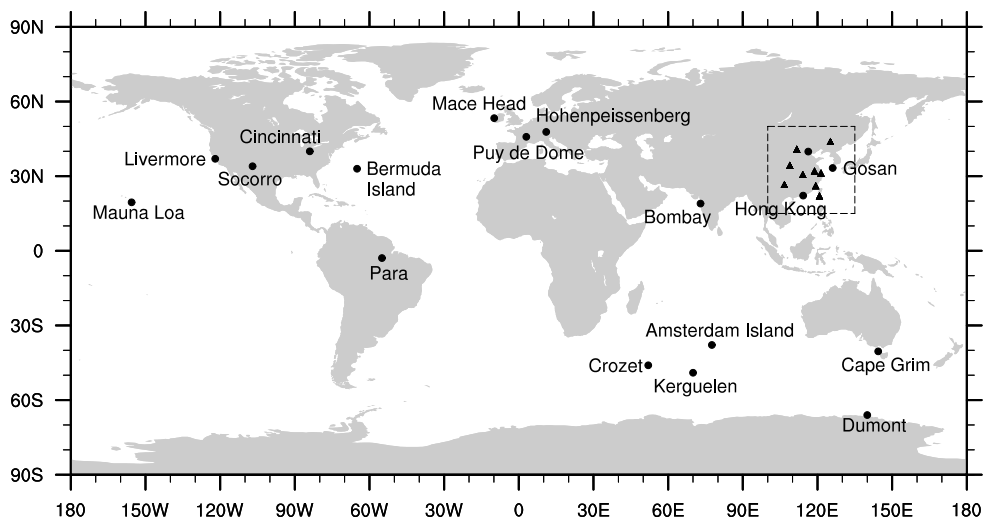 90N
60N
30N
0
30S
60S
90S
Mace Head
Hohenpeissenberg
Cincinnati
Puy de Dome
Livermore
Socorro
Bermuda
Island
Gosan
Mauna Loa
Bombay
Hong Kong
Para
Amsterdam Island
Crozet
Kerguelen
Cape Grim
Dumont
180 150W 120W 90W 60W 30W 0 30E 60E 90E 120E 150E 180